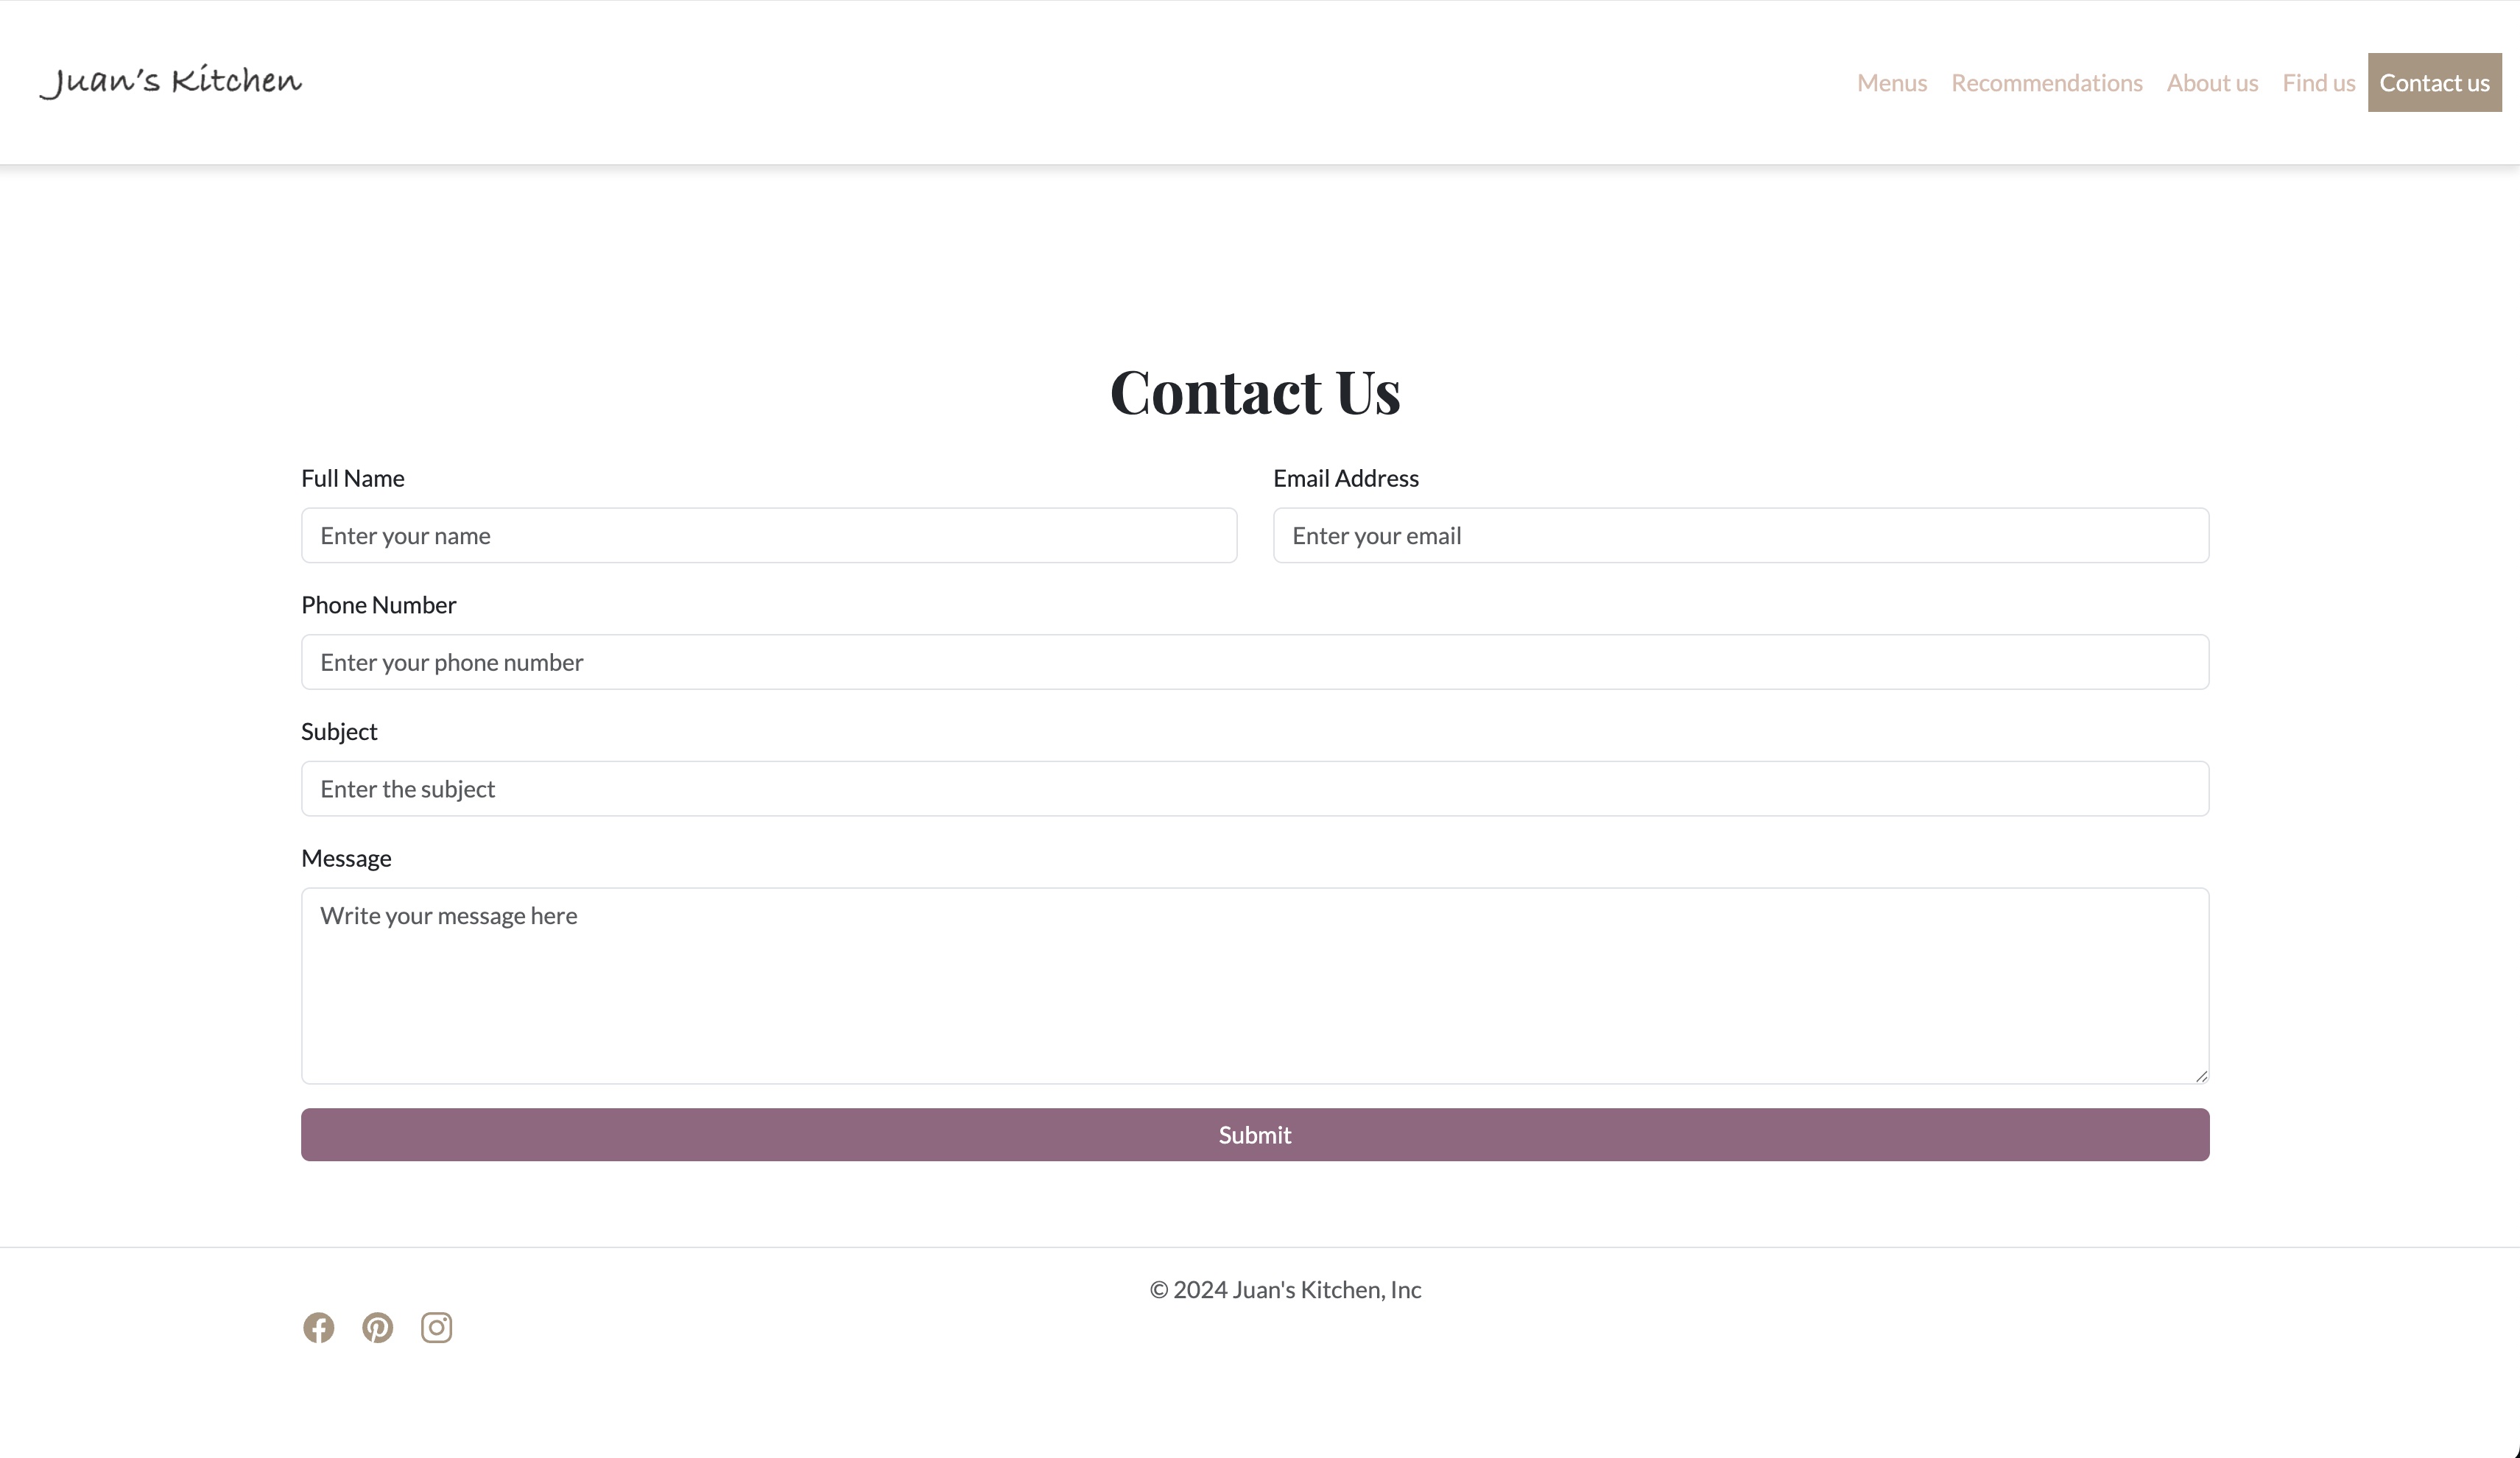 Juan's Kitchen
Menus Recommendations About us Find us Contact us
Contact Us
Full Name
Enter your name
Email Address
Enter your email
Phone Number
Enter your phone number
Subject
Enter the subject
Message
Write your message here
Submit
© 2024 Juan's Kitchen, Inc